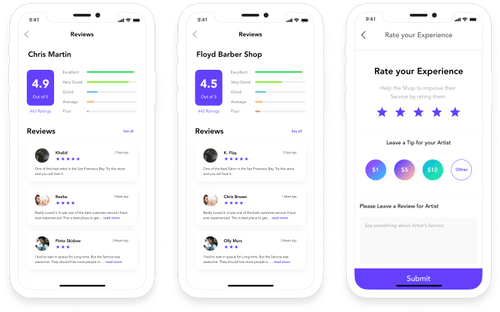 9:41
Reviews
Chris Martin
4.9
Out of 5
Excellent
Very Good
Good
Average
Poor
443 Ratings
Reviews
See all
Khalid
2 Days Ago
One of the best Salon in the San Francisco Bay. Try this store
and you will love it.
Rexha
1 Week Ago
Really Loved it. It was one of the best customer service I have
ever experienced. This place is having long... read more
Pinto Skidow
2 Week Ago
I had to wait in queue for Long time. But the Service was
awesome. They should hire more people in ... read more
9:41
Reviews
Floyd Barber Shop
4.5
Out of 5
Excellent
Very Good
Good
Average
Poor
443 Ratings
Reviews
See all
K. Flay
2 Days Ago
One of the best Salon in the San Francisco Bay. Try this store
and you will love it.
Chris Brown
1 Week Ago
Really Loved it. It was one of the best customer service I have
ever experienced. This place is having long... read more
Olly Murs
2 Week Ago
I had to wait in queue for Long time. But the Service was
awesome. They should hire more people in ... read more
9:41
Rate your Experience
Rate your Experience
Help the Shop to improve their
Service by rating them
Leave a Tip for your Artist
$1
$5
$10
Other
Please Leave a Review for Artist
Say something about Artist's Service
Submit